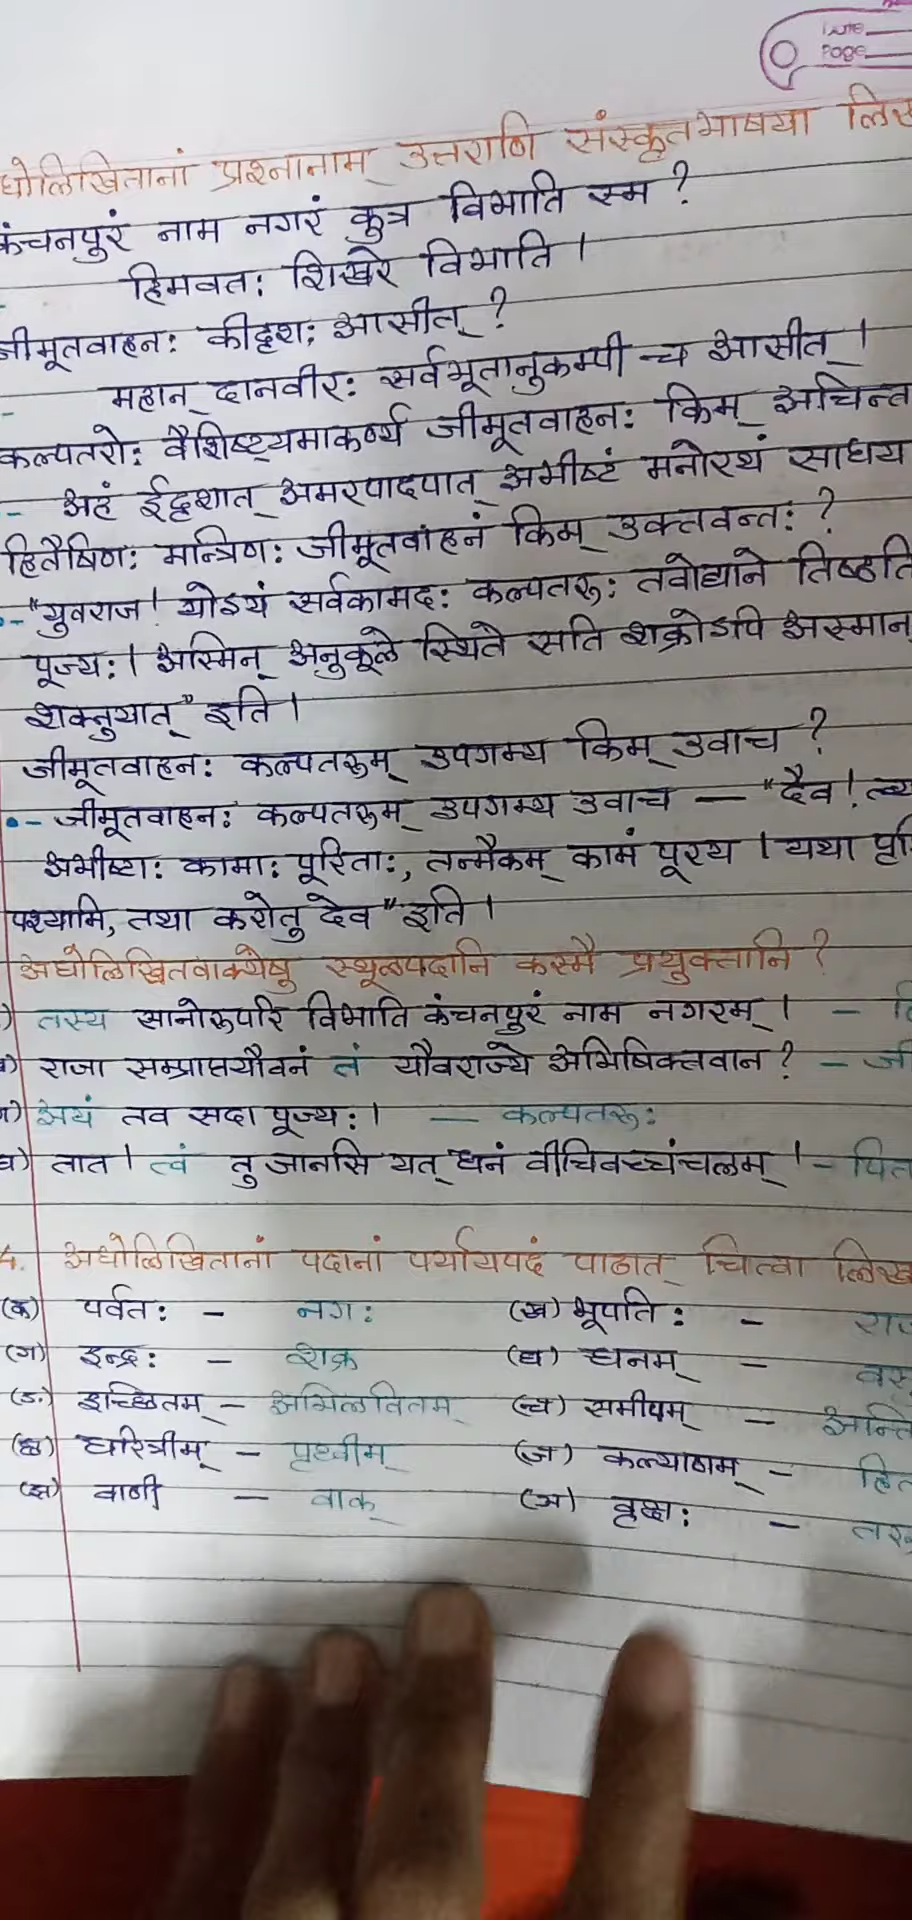 Date
Page
धोलिखितानां प्रश्नानाम् उत्तराणि संस्कृतभाषया लिख
कंचनपुरं नाम नगरं कुत्र विभाति स्म ?
हिमवतः शिखरे विभाति ।
जीमूतवाहनः कीदृशः आसीत् ?
महान् दानवीरः सर्वभूतानुकम्पी च आसीत् ।
कल्पतरोः वैशिष्ट्यमाकर्ण्य जीमूतवाहनः किम् अचिन्त
- अहं ईदृशात् अमरपादपात् अभीष्टं मनोरथं साधय
हितैषिणः मन्त्रिणः जीमूतवाहनं किम् उक्तवन्तः ?
- "युवराज ! योऽयं सर्वकामदः कल्पतरुः तवोद्याने तिष्ठति
पूज्यः । अस्मिन् अनुकूले स्थिते सति शक्रोऽपि अस्मान्
शक्नुयात्" इति ।
जीमूतवाहनः कल्पतरुम् उपगम्य किम् उवाच ?
- जीमूतवाहनः कल्पतरुम् उपगम्य उवाच — "दैव ! त्व
अभीष्टाः कामाः पूरिताः, तन्मैकम् कामं पूरय । यथा पृ
पश्यामि, तथा करोतु देव" इति ।
अधोलिखितवाक्येषु स्थूलपदानि कस्मै प्रयुक्तानि ?
) तस्य सानोरुपरि विभाति कंचनपुरं नाम नगरम् । - हि
) राजा सम्प्राप्तयौवनं तं यौवराज्ये अभिषिक्तवान ? - जी
) अयं तव सदा पूज्यः । — कल्पतरुः
घ) तात । त्वं तु जानसि यत् धनं वीचिवच्चंचलम् । - पित
4. अधोलिखितानां पदानां पर्यायपदं पाठात् चित्वा लिख
(क) पर्वतः - नगः (ख) भूपतिः - राज
(ग) इन्द्रः - शक्र (घ) धनम् - वसु
(ङ) इच्छितम् - अभिलषितम् (च) समीपम् - अन्ति
(छ) धरित्रीम् - पृथ्वीम् (ज) कल्याणम् - हित
(झ) वाणी - वाक् (ञ) वृक्षः - तरु